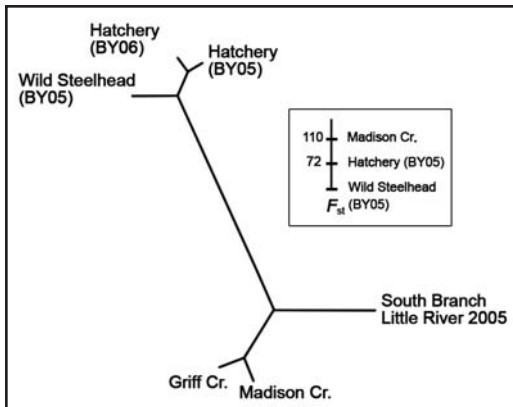 Hatchery
(BY06)
Hatchery
(BY05)
Wild Steelhead
(BY05)
110 Madison Cr.
72 Hatchery (BY05)
Wild Steelhead
Fst (BY05)
South Branch
Little River 2005
Griff Cr.
Madison Cr.